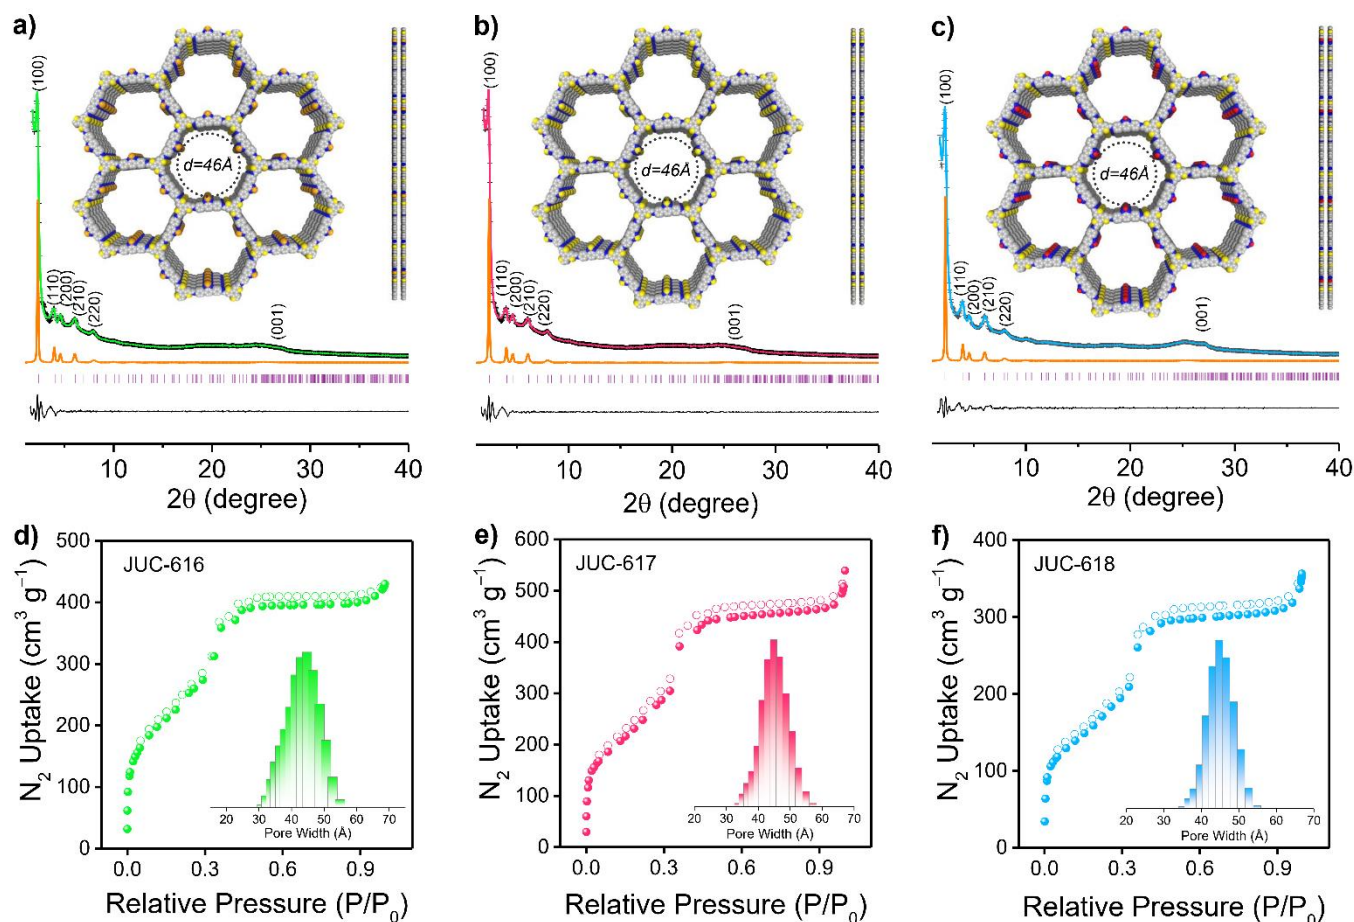 a)
(100)
d=46Å
(110)
(200)
(210)
(220)
(001)
10 20 30 40
2θ (degree)
b)
(100)
d=46Å
(110)
(200)
(210)
(220)
(001)
10 20 30 40
2θ (degree)
c)
(100)
d=46Å
(110)
(200)
(210)
(220)
(001)
10 20 30 40
2θ (degree)
d)
JUC-616
N₂ Uptake (cm³ g⁻¹)
500
400
300
200
100
0
20 30 40 50 60 70
Pore Width (Å)
0.0 0.3 0.6 0.9
Relative Pressure (P/P₀)
e)
JUC-617
N₂ Uptake (cm³ g⁻¹)
600
500
400
300
200
100
0
20 30 40 50 60 70
Pore Width (Å)
0.0 0.3 0.6 0.9
Relative Pressure (P/P₀)
f)
JUC-618
N₂ Uptake (cm³ g⁻¹)
400
300
200
100
0
20 30 40 50 60 70
Pore Width (Å)
0.0 0.3 0.6 0.9
Relative Pressure (P/P₀)